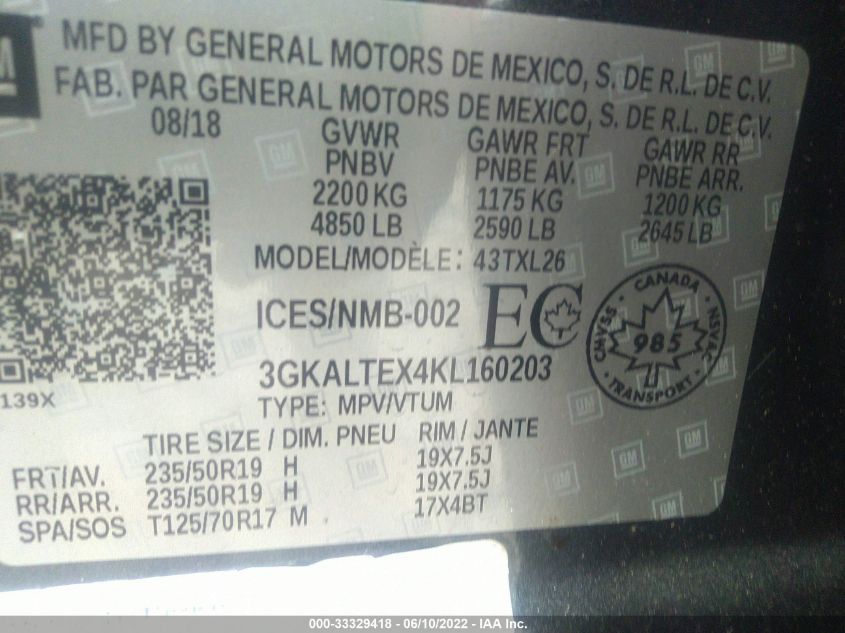 GM
MFD BY GENERAL MOTORS DE MEXICO, S. DE R.L. DE C.V.
FAB. PAR GENERAL MOTORS DE MEXICO, S. DE R.L. DE C.V.
08/18 GVWR GAWR FRT GAWR RR
PNBV PNBE AV. PNBE ARR.
2200 KG 1175 KG 1200 KG
4850 LB 2590 LB 2645 LB
MODEL/MODÈLE: 43TXL26
ICES/NMB-002 EC
CANADA
CMVSS NSVAC
985
TRANSPORT
3GKALTEX4KL160203
139X
TYPE: MPV/VTUM
TIRE SIZE / DIM. PNEU RIM / JANTE
FRT/AV. 235/50R19 H 19X7.5J
RR/ARR. 235/50R19 H 19X7.5J
SPA/SOS T125/70R17 M 17X4BT
000-33329418 - 06/10/2022 - IAA Inc.